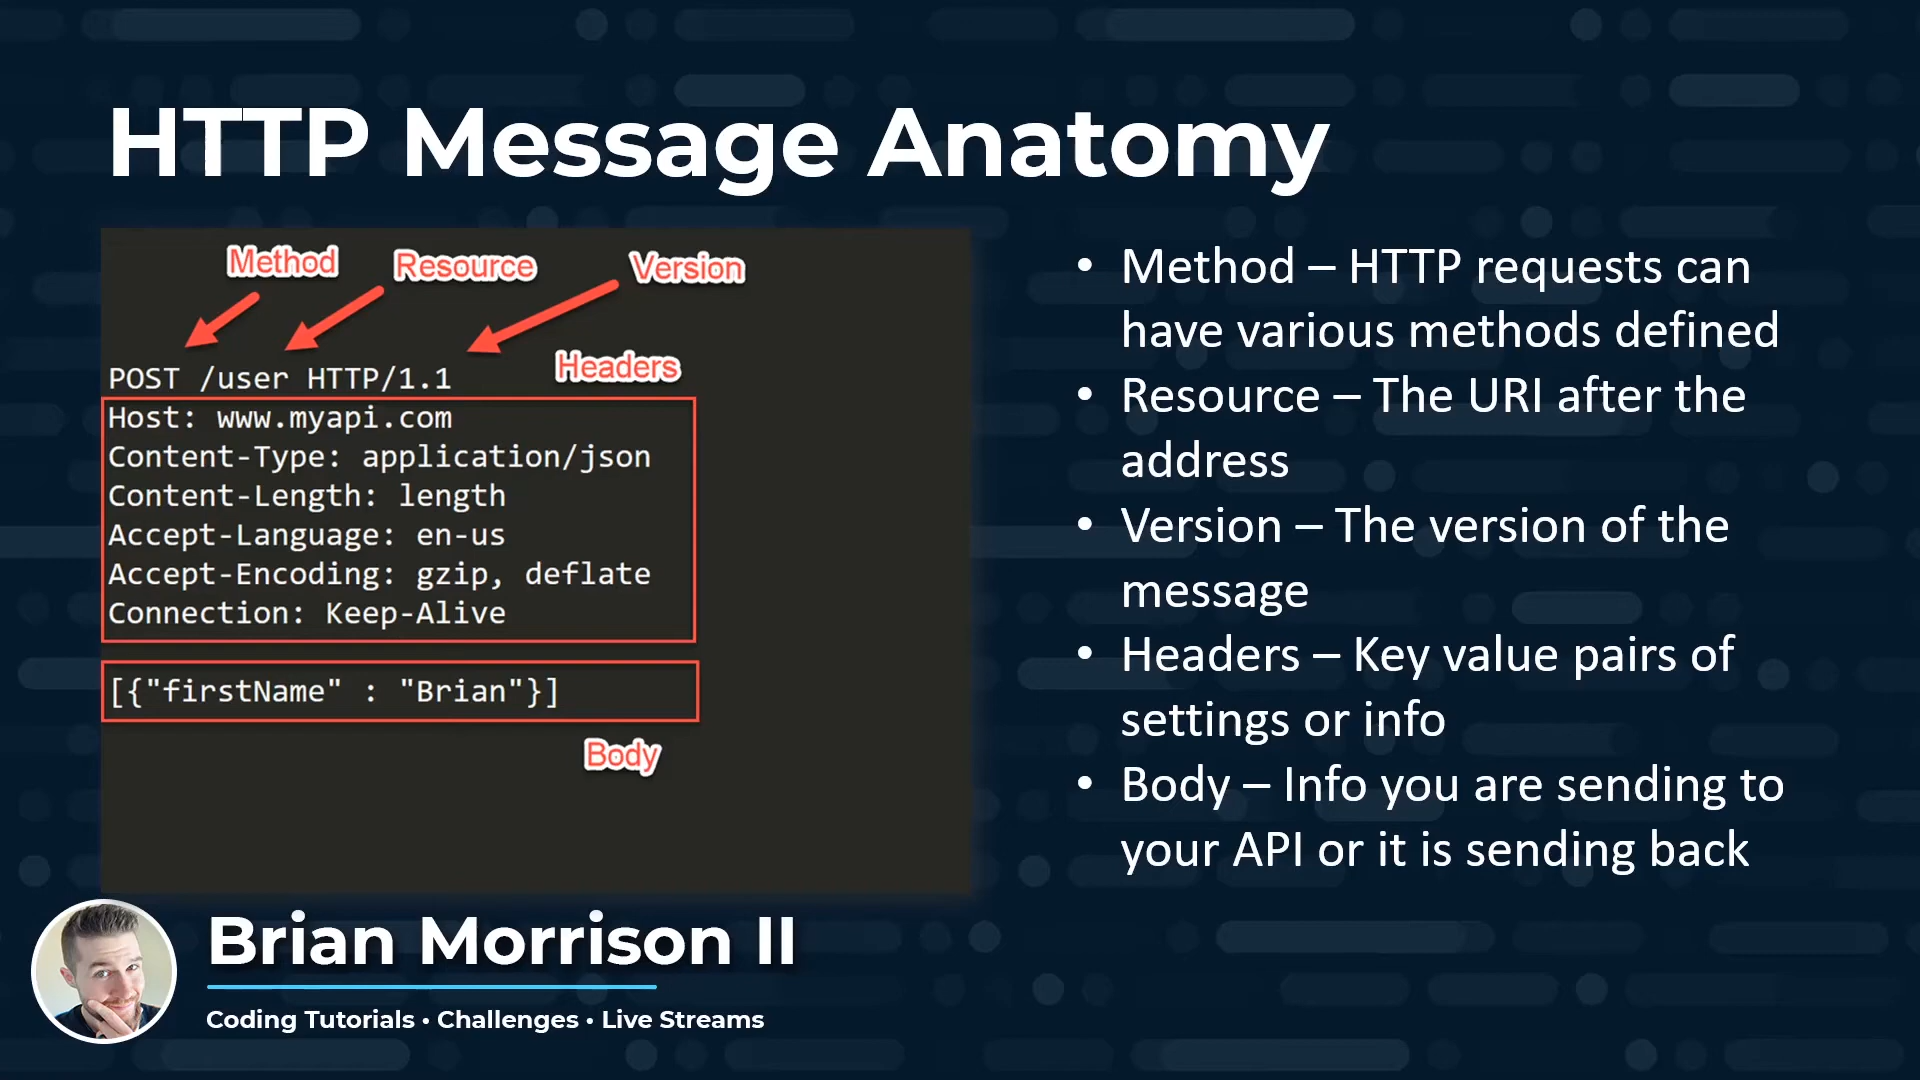 HTTP Message Anatomy
Method
Resource
Version
POST /user HTTP/1.1
Headers
Host: www.myapi.com
Content-Type: application/json
Content-Length: length
Accept-Language: en-us
Accept-Encoding: gzip, deflate
Connection: Keep-Alive
[{"firstName" : "Brian"}]
Body
• Method – HTTP requests can
have various methods defined
• Resource – The URI after the
address
• Version – The version of the
message
• Headers – Key value pairs of
settings or info
• Body – Info you are sending to
your API or it is sending back
Brian Morrison II
Coding Tutorials • Challenges • Live Streams